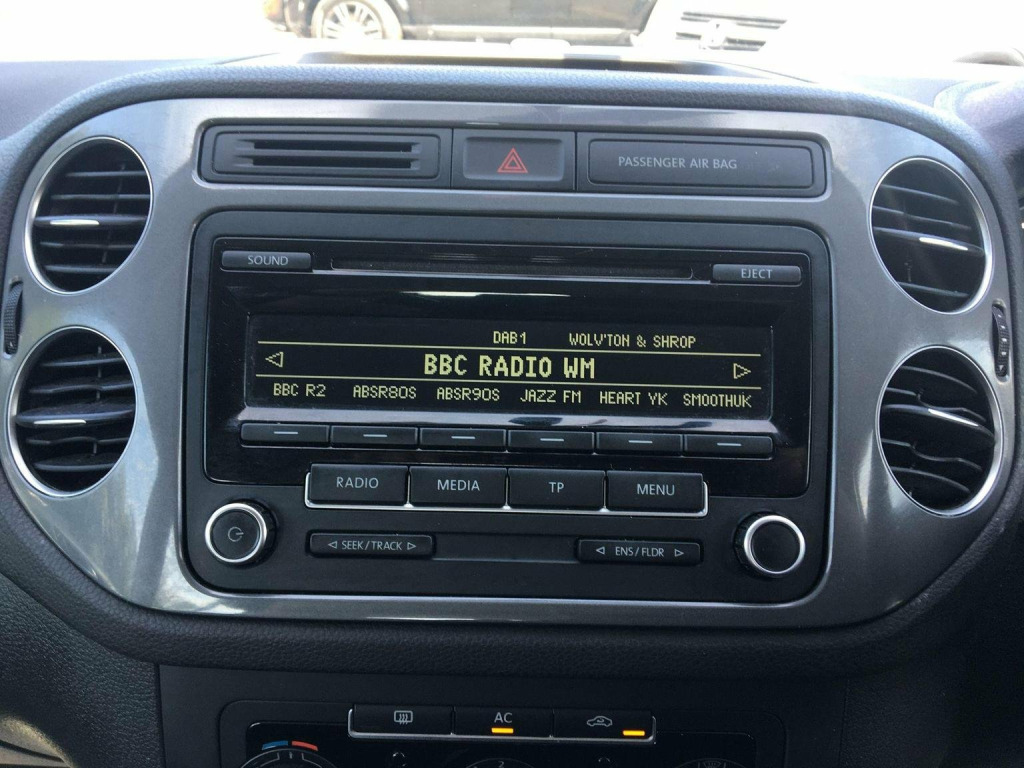 PASSENGER AIR BAG
SOUND
EJECT
DAB1 WOLV'TON & SHROP
BBC RADIO WM
BBC R2 ABSR80S ABSR90S JAZZ FM HEART YK SMOOTHUK
RADIO MEDIA TP MENU
SEEK/TRACK ENS/FLDR
AC